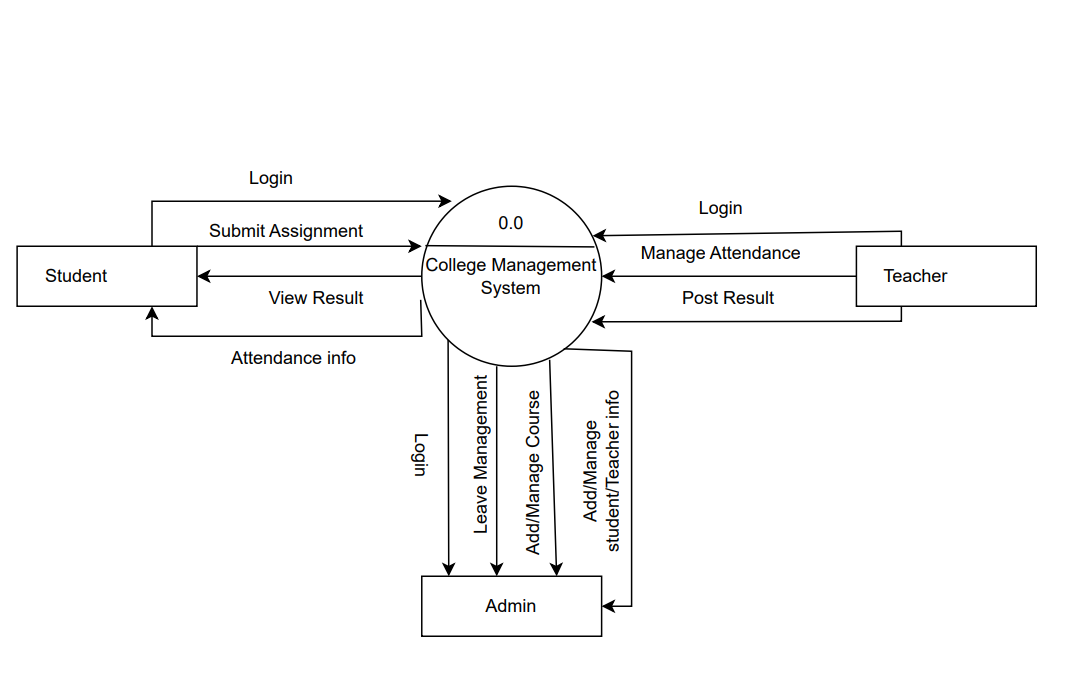 Login
Submit Assignment
Student
View Result
Attendance info
0.0
College Management
System
Login
Manage Attendance
Teacher
Post Result
Login
Leave Management
Add/Manage Course
Add/Manage
student/Teacher info
Admin